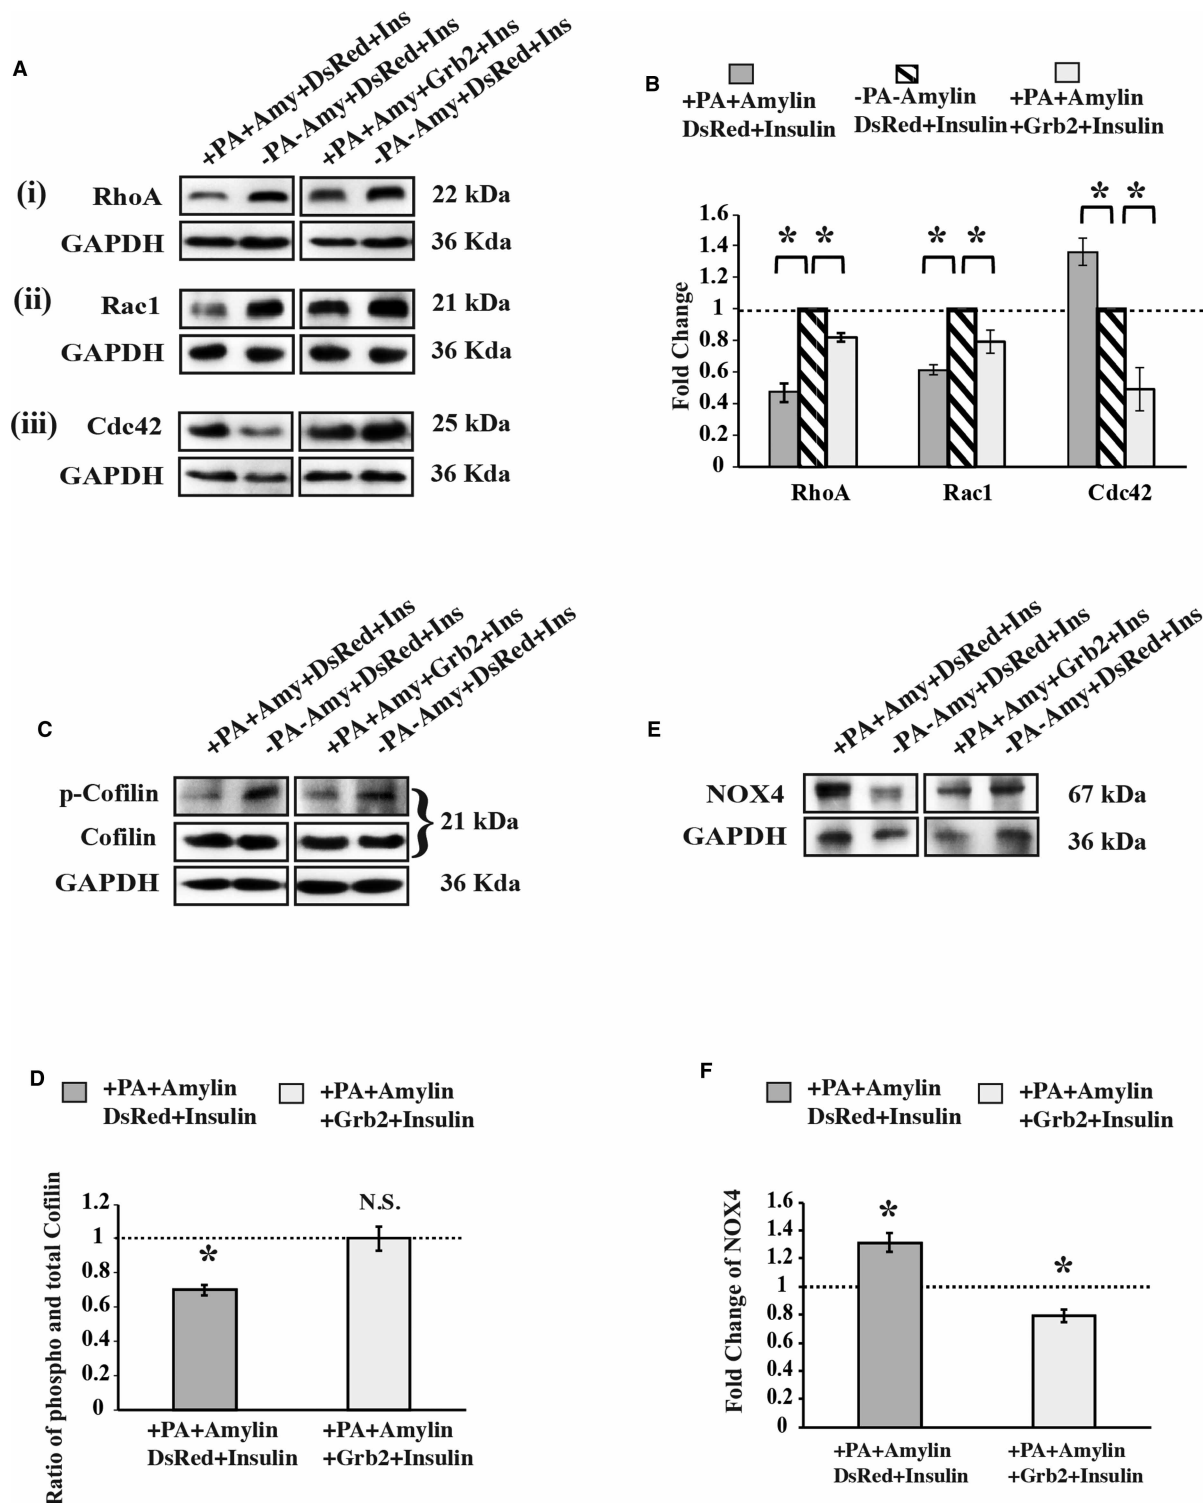 A
+PA+Amy+DsRed+Ins
-PA-Amy+DsRed+Ins
+PA+Amy+Grb2+Ins
-PA-Amy+DsRed+Ins
(i)
RhoA
22 kDa
GAPDH
36 Kda
(ii)
Rac1
21 kDa
GAPDH
36 Kda
(iii)
Cdc42
25 kDa
GAPDH
36 Kda
B
+PA+Amylin
DsRed+Insulin
-PA-Amylin
DsRed+Insulin
+PA+Amylin
+Grb2+Insulin
Fold Change
1.6
1.4
1.2
1
0.8
0.6
0.4
0.2
0
* *
* *
* *
RhoA
Rac1
Cdc42
C
+PA+Amy+DsRed+Ins
-PA-Amy+DsRed+Ins
+PA+Amy+Grb2+Ins
-PA-Amy+DsRed+Ins
p-Cofilin
Cofilin
21 kDa
GAPDH
36 Kda
E
+PA+Amy+DsRed+Ins
-PA-Amy+DsRed+Ins
+PA+Amy+Grb2+Ins
-PA-Amy+DsRed+Ins
NOX4
67 kDa
GAPDH
36 kDa
D
+PA+Amylin
DsRed+Insulin
+PA+Amylin
+Grb2+Insulin
Ratio of phospho and total Cofilin
1.2
1
0.8
0.6
0.4
0.2
0
*
N.S.
+PA+Amylin
DsRed+Insulin
+PA+Amylin
+Grb2+Insulin
F
+PA+Amylin
DsRed+Insulin
+PA+Amylin
+Grb2+Insulin
Fold Change of NOX4
1.6
1.4
1.2
1
0.8
0.6
0.4
0.2
0
*
*
+PA+Amylin
DsRed+Insulin
+PA+Amylin
+Grb2+Insulin